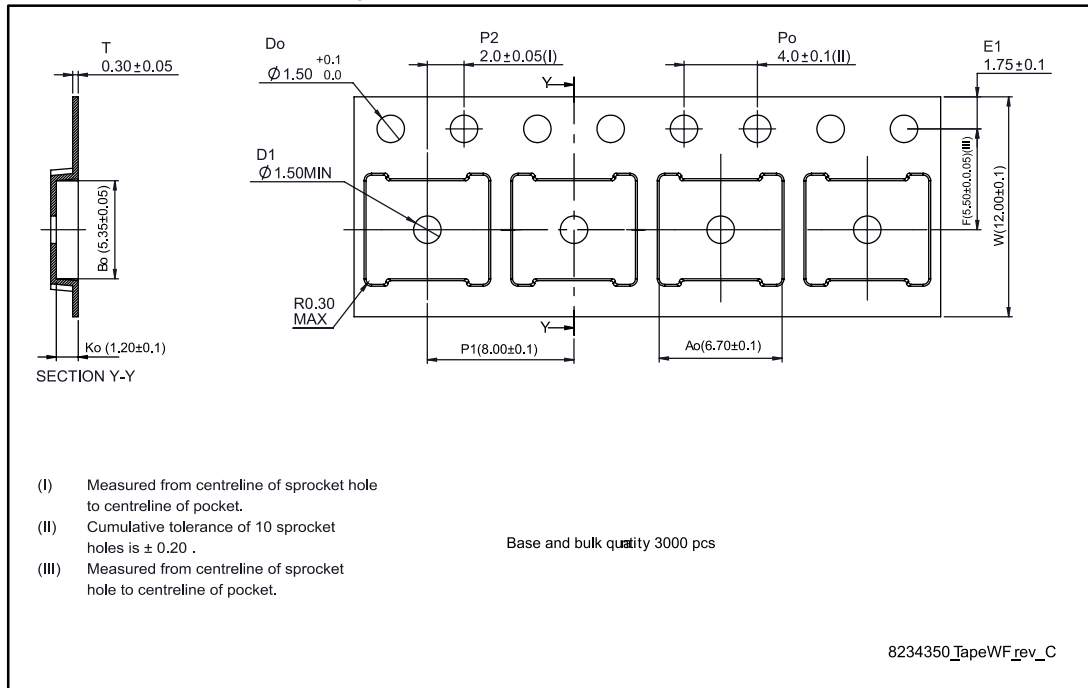 T
0.30±0.05
Do
Ø1.50 +0.1 0.0
P2
2.0±0.05(I)
Po
4.0±0.1(II)
E1
1.75±0.1
Y
D1
Ø1.50MIN
F(5.50±0.0.05)(III)
W(12.00±0.1)
Bo (5.35±0.05)
R0.30
MAX
Y
Ko (1.20±0.1)
P1(8.00±0.1)
Ao(6.70±0.1)
SECTION Y-Y
(I) Measured from centreline of sprocket hole
to centreline of pocket.
(II) Cumulative tolerance of 10 sprocket
holes is ± 0.20 .
(III) Measured from centreline of sprocket
hole to centreline of pocket.
Base and bulk quatity 3000 pcs
8234350_TapeWF_rev_C